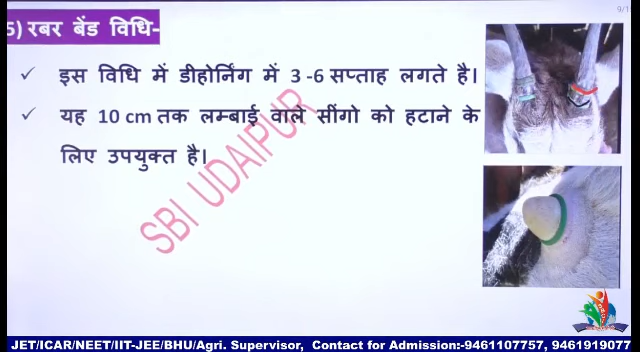 9/1
5) रबर बेंड विधि-
✓ इस विधि में डीहोर्निंग में 3 -6 सप्ताह लगते है।
✓ यह 10 cm तक लम्बाई वाले सींगो को हटाने के
लिए उपयुक्त है।
SBI UDAIPUR
JET/ICAR/NEET/IIT-JEE/BHU/Agri. Supervisor, Contact for Admission:-9461107757, 9461919077